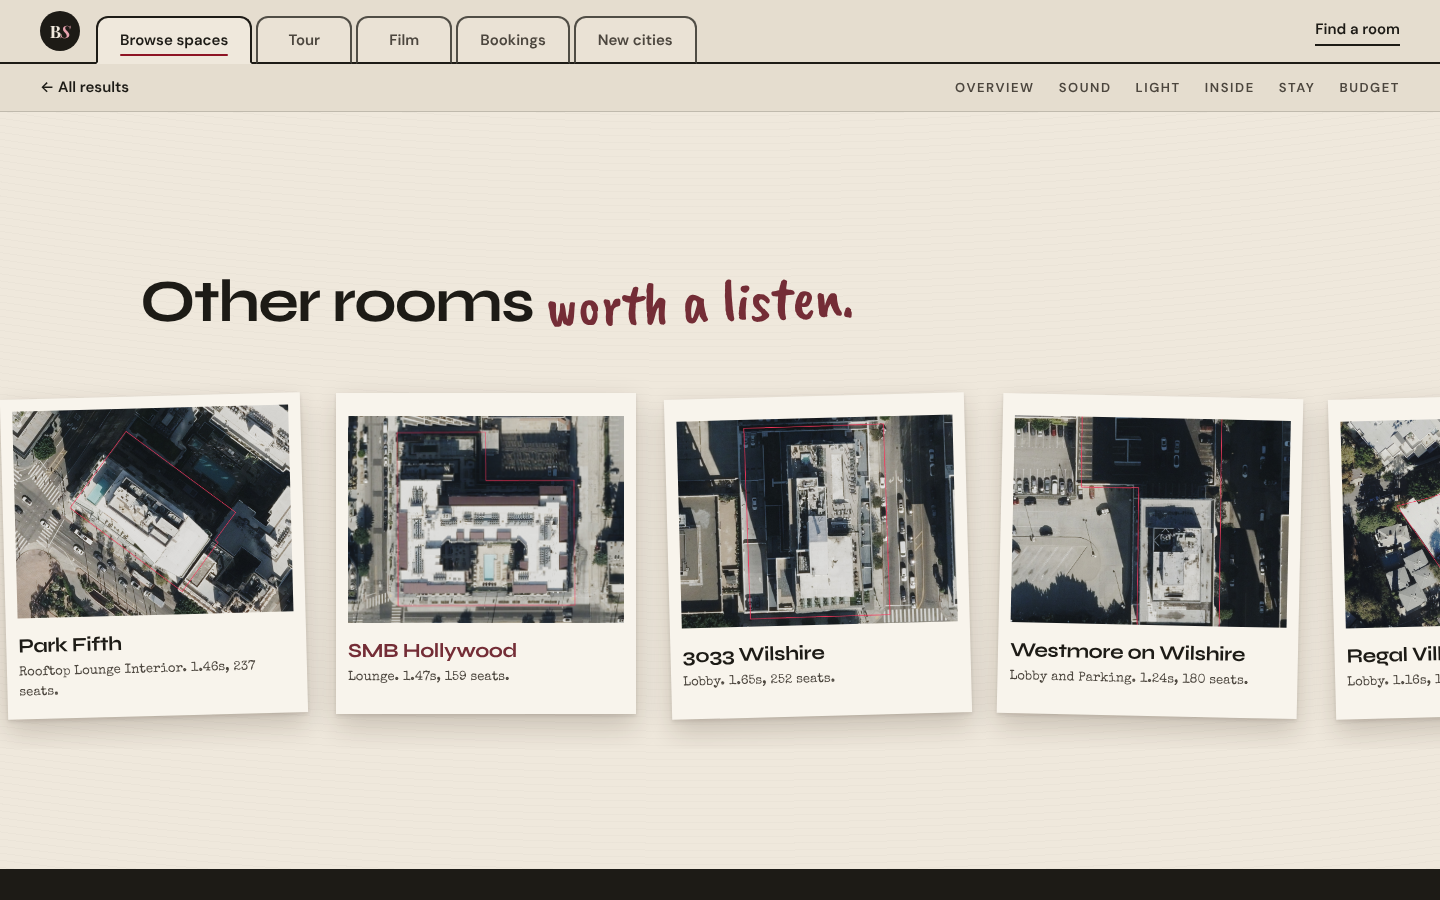 BS
Browse spaces
Tour
Film
Bookings
New cities
Find a room
← All results
OVERVIEW
SOUND
LIGHT
INSIDE
STAY
BUDGET
Other rooms worth a listen.
Park Fifth
Rooftop Lounge Interior. 1.46s, 237
seats.
SMB Hollywood
Lounge. 1.47s, 159 seats.
3033 Wilshire
Lobby. 1.65s, 252 seats.
Westmore on Wilshire
Lobby and Parking. 1.24s, 180 seats.
Regal
Lobby. 1.16s,